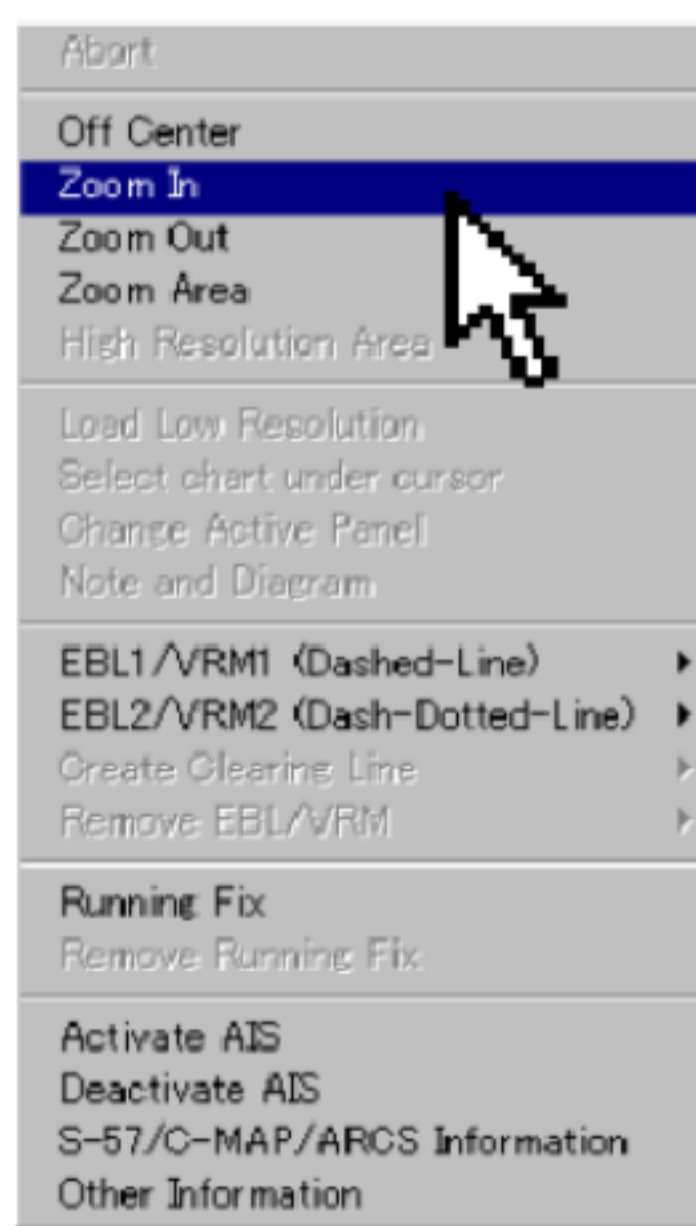 Abort
Off Center
Zoom In
Zoom Out
Zoom Area
High Resolution Area
Load Low Resolution
Select chart under cursor
Change Active Panel
Note and Diagram
EBL1/VRM1 (Dashed-Line)
EBL2/VRM2 (Dash-Dotted-Line)
Create Clearing Line
Remove EBL/VRM
Running Fix
Remove Running Fix
Activate AIS
Deactivate AIS
S-57/C-MAP/ARCS Information
Other Information